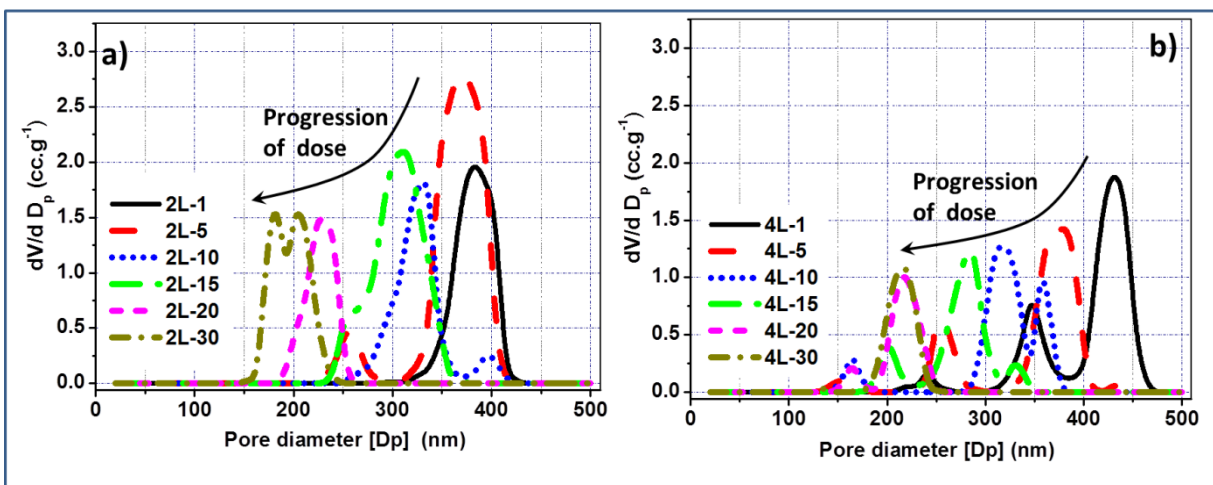 a)
3.0
2.5
2.0
1.5
1.0
0.5
0.0
dV/d Dp (cc.g-1)
Progression
of dose
2L-1
2L-5
2L-10
2L-15
2L-20
2L-30
0 100 200 300 400 500
Pore diameter [Dp] (nm)
b)
3.0
2.5
2.0
1.5
1.0
0.5
0.0
dV/d Dp (cc.g-1)
Progression
of dose
4L-1
4L-5
4L-10
4L-15
4L-20
4L-30
0 100 200 300 400 500
Pore diameter [Dp] (nm)